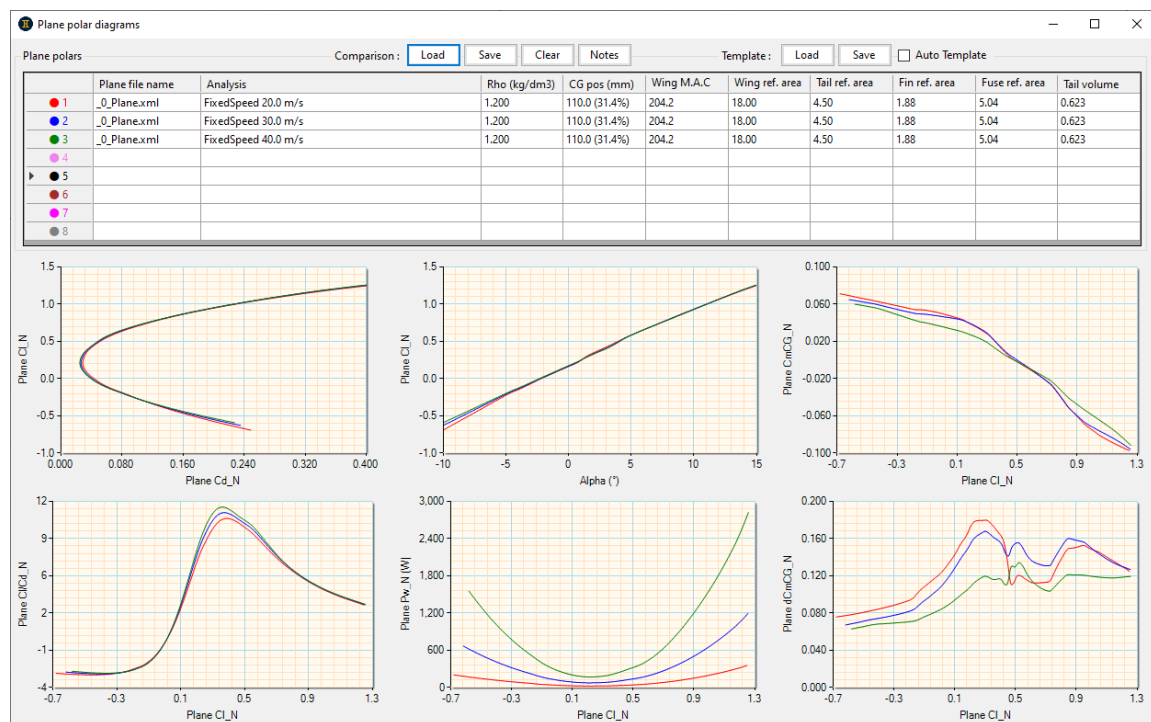 Plane polar diagrams
Plane polars Comparison : Load Save Clear Notes Template : Load Save Auto Template
Plane file name Analysis Rho (kg/dm3) CG pos (mm) Wing M.A.C Wing ref. area Tail ref. area Fin ref. area Fuse ref. area Tail volume
1 _0_Plane.xml FixedSpeed 20.0 m/s 1.200 110.0 (31.4%) 204.2 18.00 4.50 1.88 5.04 0.623
2 _0_Plane.xml FixedSpeed 30.0 m/s 1.200 110.0 (31.4%) 204.2 18.00 4.50 1.88 5.04 0.623
3 _0_Plane.xml FixedSpeed 40.0 m/s 1.200 110.0 (31.4%) 204.2 18.00 4.50 1.88 5.04 0.623
4
5
6
7
8
Plane Cl_N
1.5
1.0
0.5
0.0
-0.5
-1.0
0.000 0.080 0.160 0.240 0.320 0.400
Plane Cd_N
Plane Cl_N
1.5
1.0
0.5
0.0
-0.5
-1.0
-10 -5 0 5 10 15
Alpha (°)
Plane CmCG_N
0.100
0.060
0.020
-0.020
-0.060
-0.100
-0.7 -0.3 0.1 0.5 0.9 1.3
Plane Cl_N
Plane ClCd_N
12
9
6
2
-1
-4
-0.7 -0.3 0.1 0.5 0.9 1.3
Plane Cl_N
Plane Pw_N (W)
3,000
2,400
1,800
1,200
600
0
-0.7 -0.3 0.1 0.5 0.9 1.3
Plane Cl_N
Plane dCmCG_N
0.200
0.160
0.120
0.080
0.040
0.000
-0.7 -0.3 0.1 0.5 0.9 1.3
Plane Cl_N